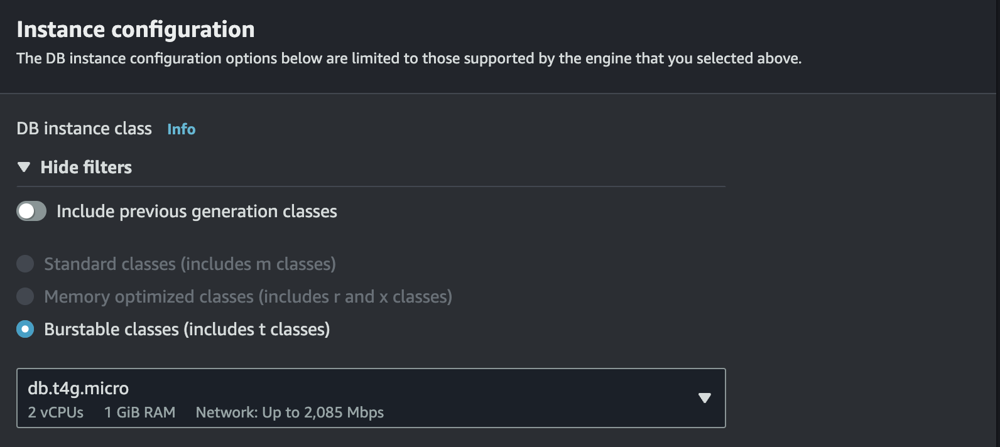 Instance configuration
The DB instance configuration options below are limited to those supported by the engine that you selected above.
DB instance class Info
Hide filters
Include previous generation classes
Standard classes (includes m classes)
Memory optimized classes (includes r and x classes)
Burstable classes (includes t classes)
db.t4g.micro
2 vCPUs 1 GiB RAM Network: Up to 2,085 Mbps